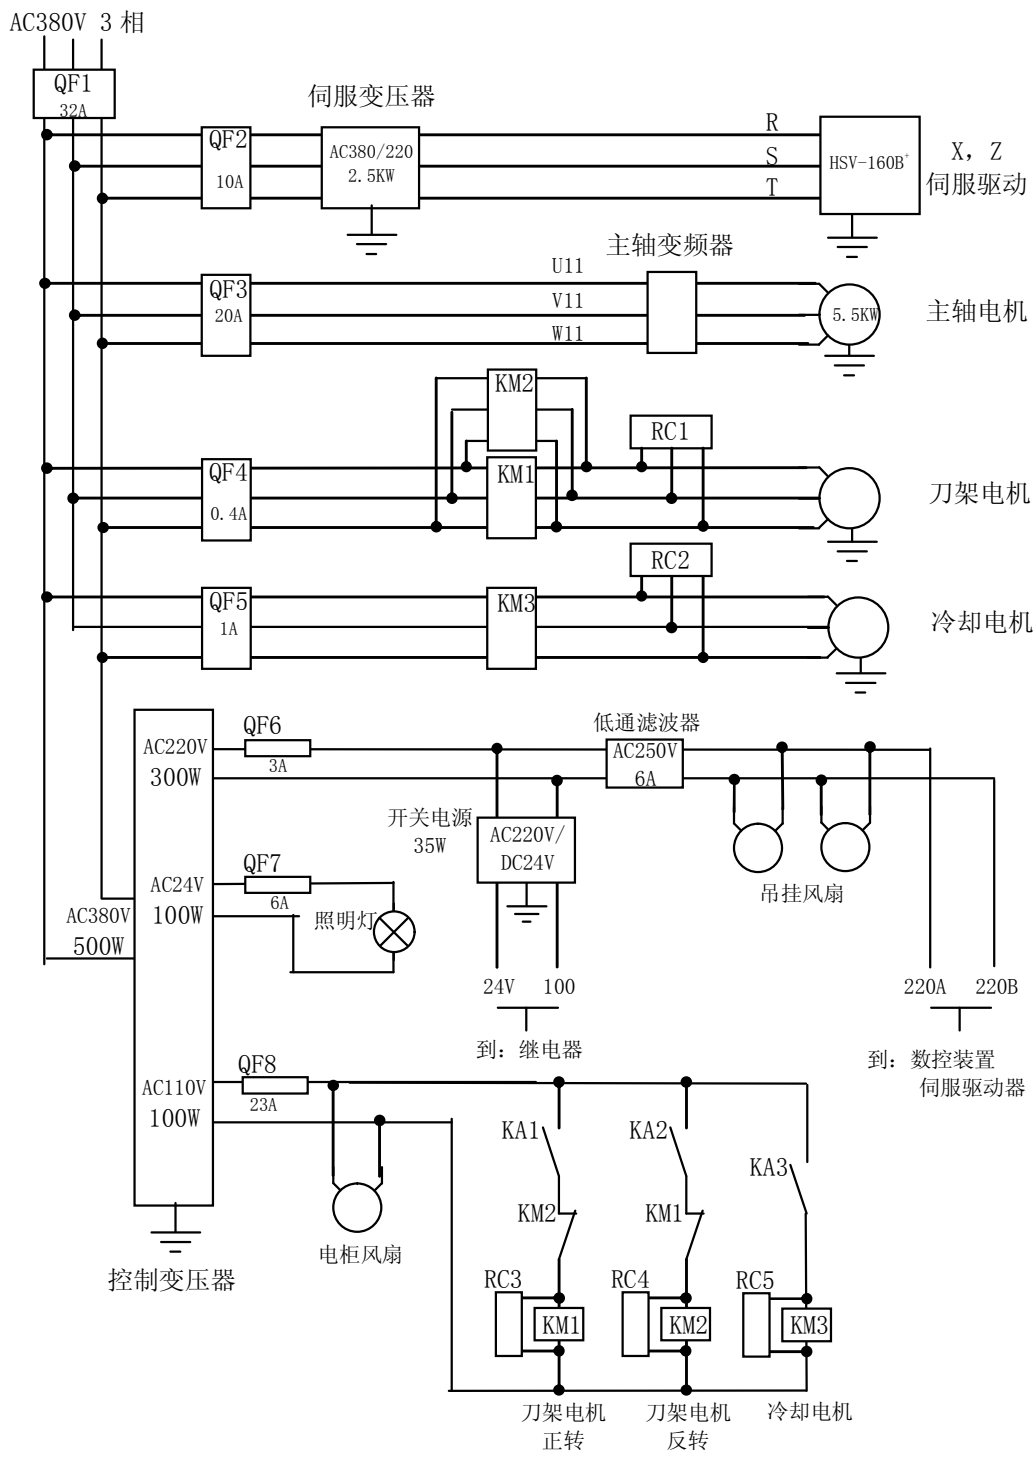 AC380V 3相
QF1
32A
伺服变压器
QF2
10A
AC380/220
2.5KW
R
S
T
HSV-160B+
X, Z
伺服驱动
主轴变频器
QF3
20A
U11
V11
W11
5.5KW
主轴电机
KM2
RC1
QF4
0.4A
KM1
刀架电机
RC2
QF5
1A
KM3
冷却电机
AC220V
300W
QF6
3A
低通滤波器
AC250V
6A
开关电源
35W
AC220V/
DC24V
吊挂风扇
AC24V
100W
QF7
6A
照明灯
AC380V
500W
24V
100
到: 继电器
220A
220B
到: 数控装置
伺服驱动器
AC110V
100W
QF8
23A
电柜风扇
控制变压器
KA1
KM2
KA2
KM1
KA3
RC3
KM1
RC4
KM2
RC5
KM3
刀架电机
正转
刀架电机
反转
冷却电机